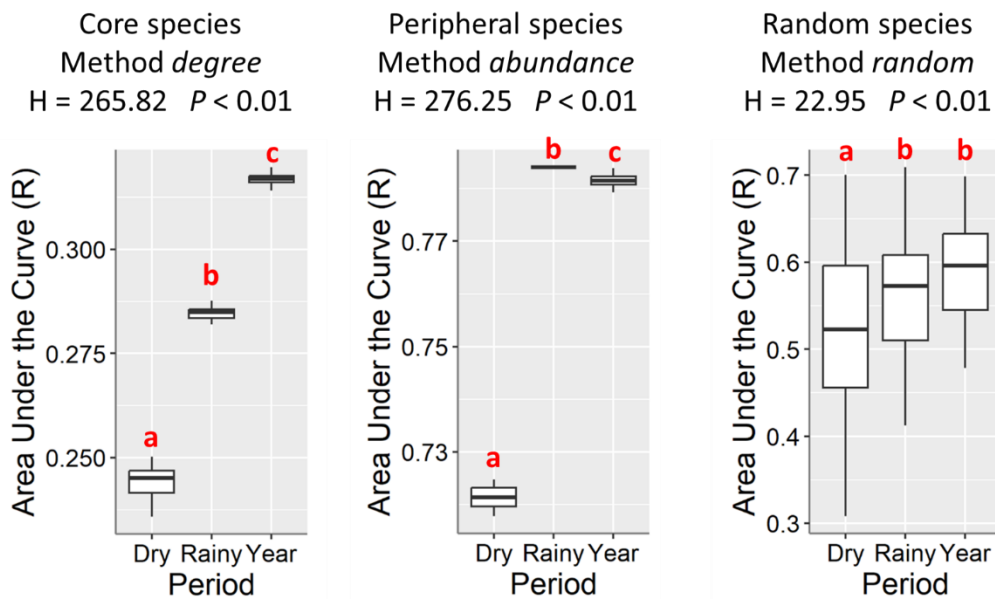 Core species
Method degree
H = 265.82 P < 0.01
c
b
a
0.300
0.275
0.250
Area Under the Curve (R)
Dry Rainy Year
Period
Peripheral species
Method abundance
H = 276.25 P < 0.01
b
c
a
0.77
0.75
0.73
Area Under the Curve (R)
Dry Rainy Year
Period
Random species
Method random
H = 22.95 P < 0.01
a b b
0.7
0.6
0.5
0.4
0.3
Area Under the Curve (R)
Dry Rainy Year
Period